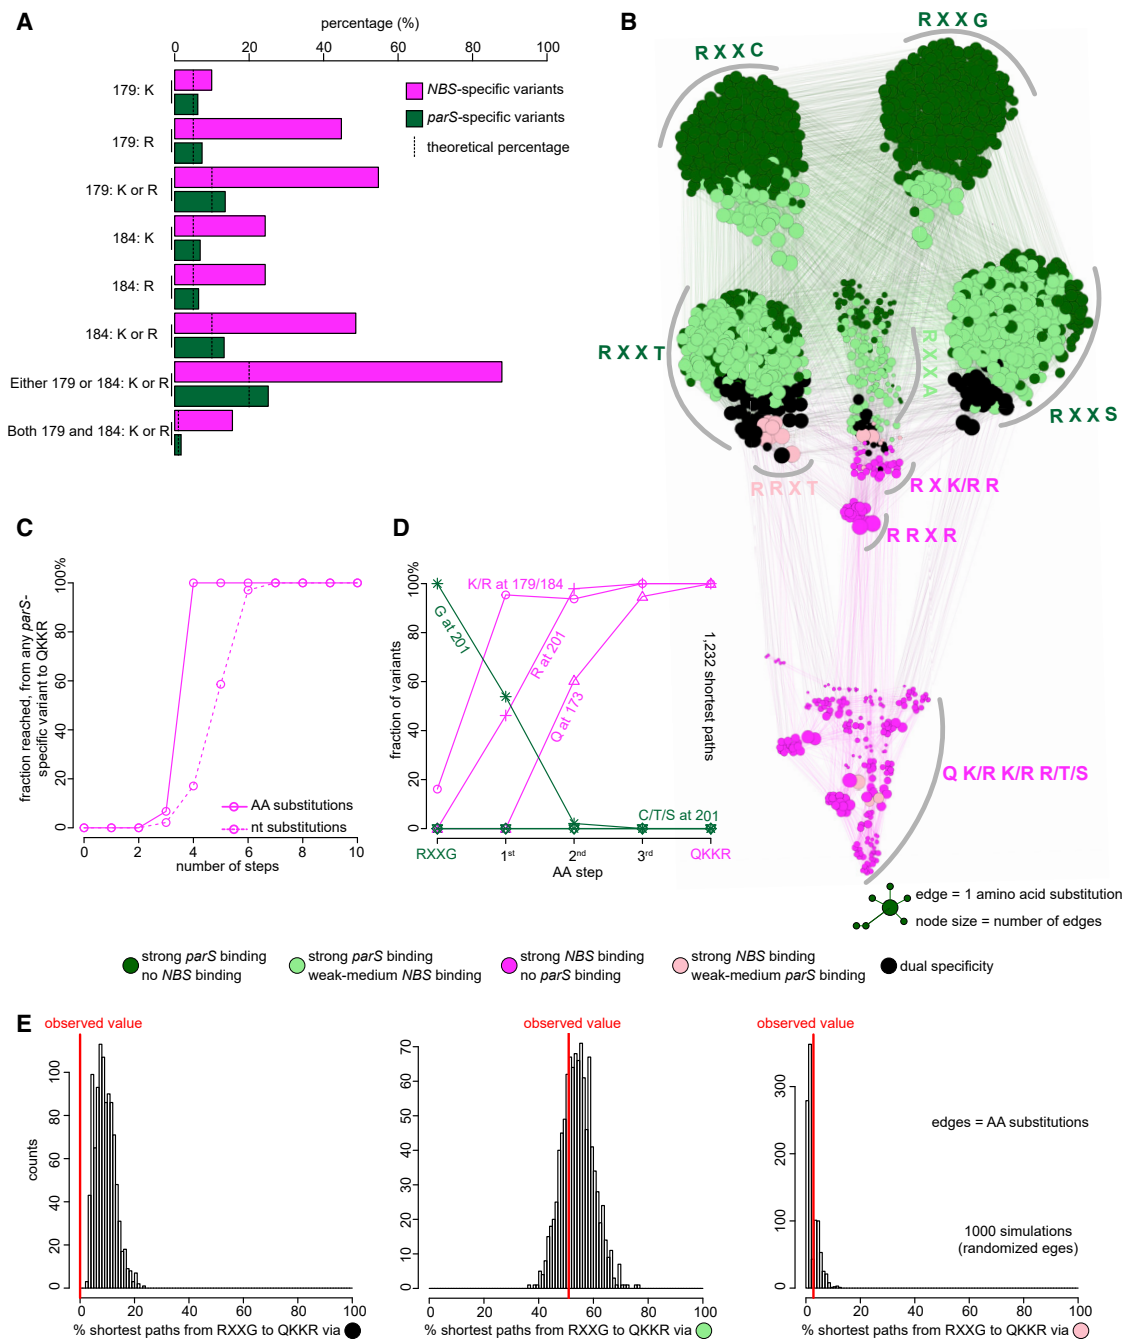 A
percentage (%)
0 20 40 60 80 100
179: K
179: R
179: K or R
184: K
184: R
184: K or R
Either 179 or 184: K or R
Both 179 and 184: K or R
NBS-specific variants
parS-specific variants
theoretical percentage
B
R X X C
R X X G
R X X T
R X X A
R X X S
R R X T
R X K/R R
R R X R
Q K/R K/R R/T/S
edge = 1 amino acid substitution
node size = number of edges
C
fraction reached, from any parS-
specific variant to QKKR
0 20 40 60 80 100%
AA substitutions
nt substitutions
0 2 4 6 8 10
number of steps
D
fraction of variants
0 20 40 60 80 100%
K/R at 179/184
G at 201
R at 201
Q at 173
C/T/S at 201
1,232 shortest paths
RXXG 1st 2nd 3rd QKKR
AA step
strong parS binding
no NBS binding
strong parS binding
weak-medium NBS binding
strong NBS binding
no parS binding
strong NBS binding
weak-medium parS binding
dual specificity
E
observed value
counts
0 20 40 60 80 100
0 20 40 60 80 100
% shortest paths from RXXG to QKKR via
observed value
0 10 20 30 40 50 60 70
0 20 40 60 80 100
% shortest paths from RXXG to QKKR via
observed value
0 100 200 300
edges = AA substitutions
1000 simulations
(randomized eges)
0 20 40 60 80 100
% shortest paths from RXXG to QKKR via